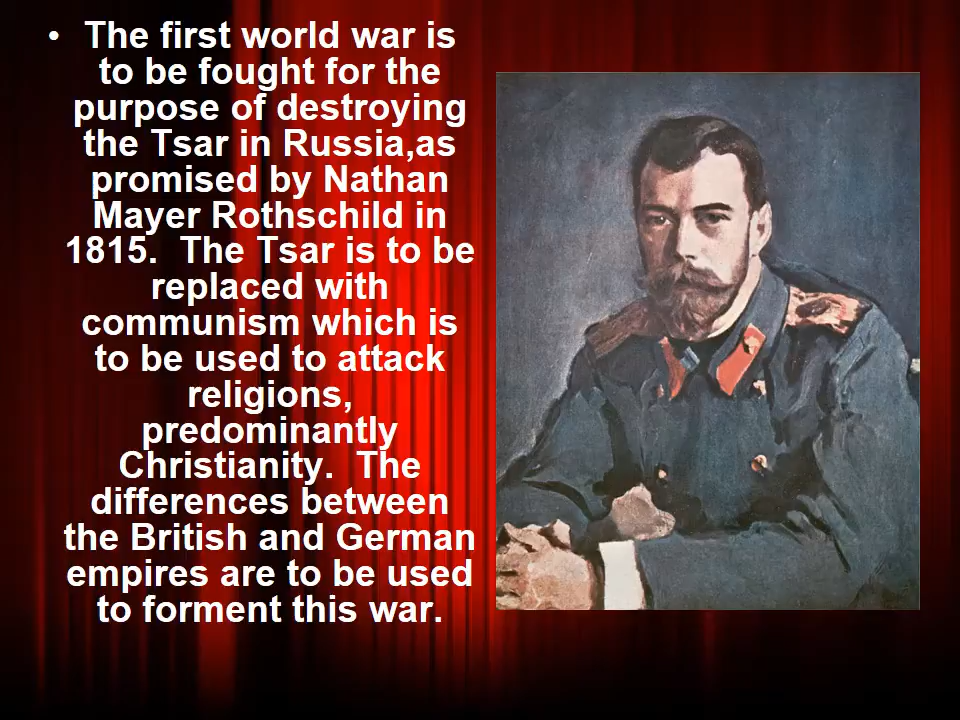 • The first world war is
to be fought for the
purpose of destroying
the Tsar in Russia,as
promised by Nathan
Mayer Rothschild in
1815.  The Tsar is to be
replaced with
communism which is
to be used to attack
religions,
predominantly
Christianity.  The
differences between
the British and German
empires are to be used
to forment this war.